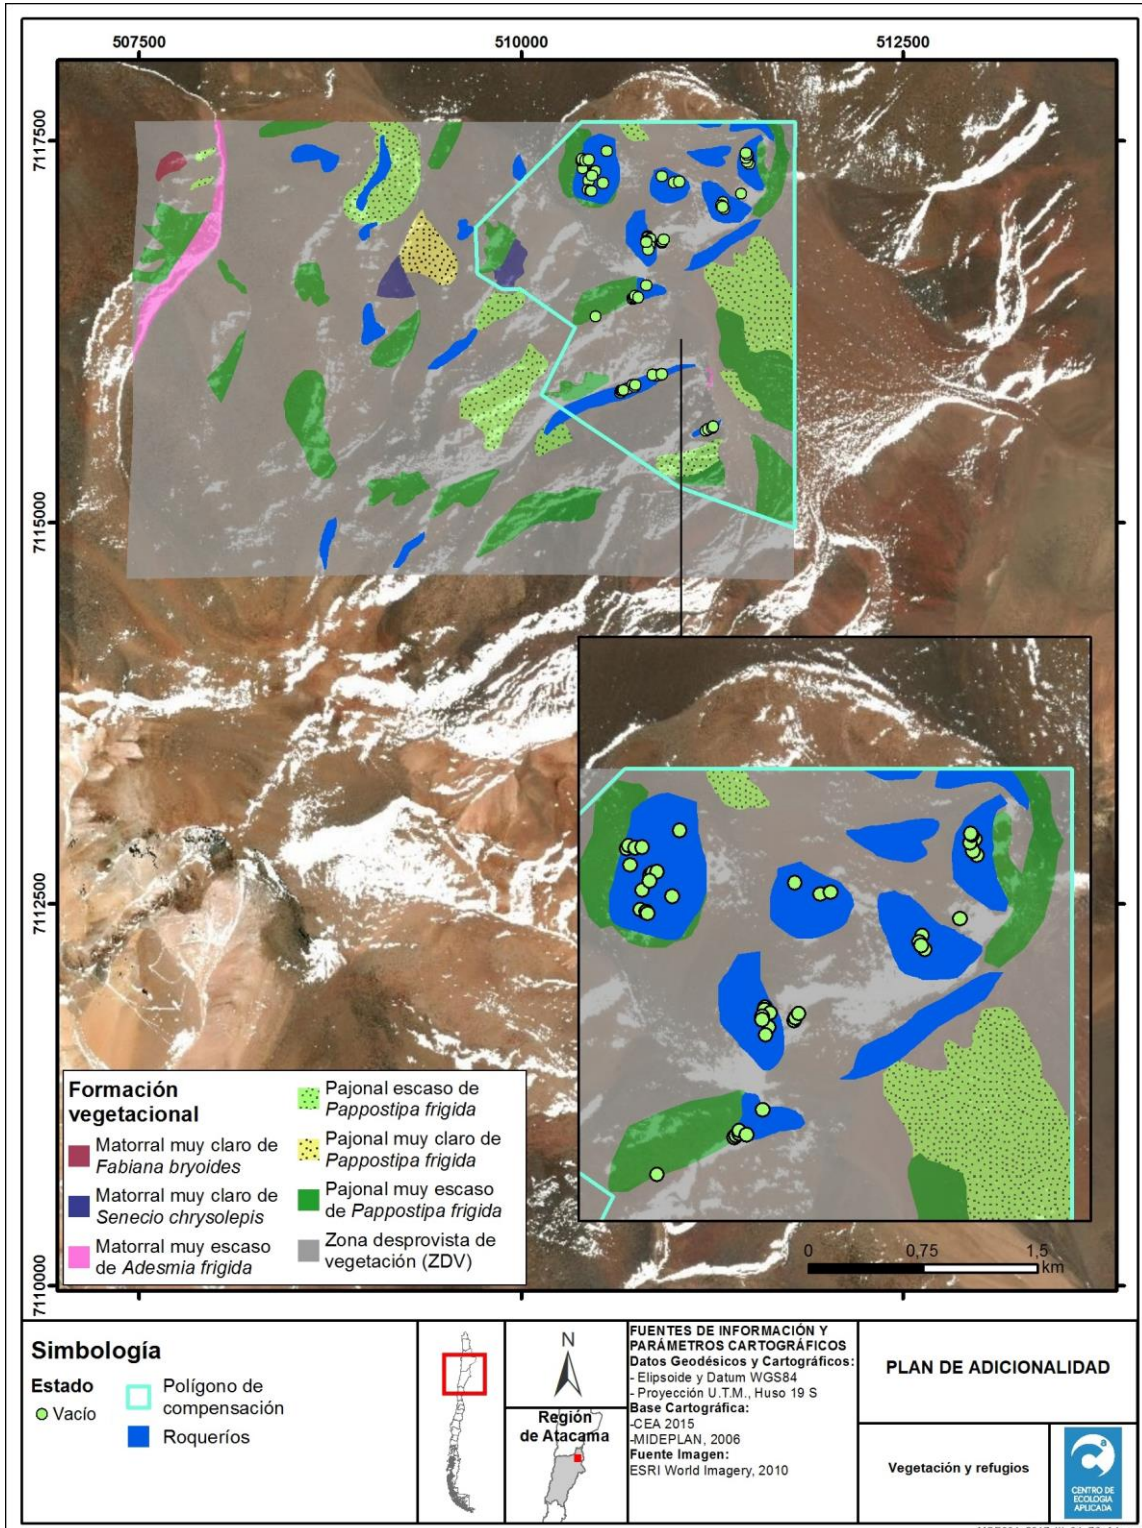 507500 510000 512500
7117500
7115000
7112500
7110000
Formación
vegetacional
Matorral muy claro de
Fabiana bryoides
Matorral muy claro de
Senecio chrysolepis
Matorral muy escaso
de Adesmia frigida
Pajonal escaso de
Pappostipa frigida
Pajonal muy claro de
Pappostipa frigida
Pajonal muy escaso
de Pappostipa frigida
Zona desprovista de
vegetación (ZDV)
0 0,75 1,5
km
Simbología
Estado
Vacío
Polígono de
compensación
Roqueríos
N
Región
de Atacama
FUENTES DE INFORMACIÓN Y
PARÁMETROS CARTOGRÁFICOS
Datos Geodésicos y Cartográficos:
- Elipsoide y Datum WGS84
- Proyección U.T.M., Huso 19 S
Base Cartográfica:
-CEA 2015
-MIDEPLAN, 2006
Fuente Imagen:
ESRI World Imagery, 2010
PLAN DE ADICIONALIDAD
Vegetación y refugios
a
CENTRO DE
ECOLOGIA
APLICADA